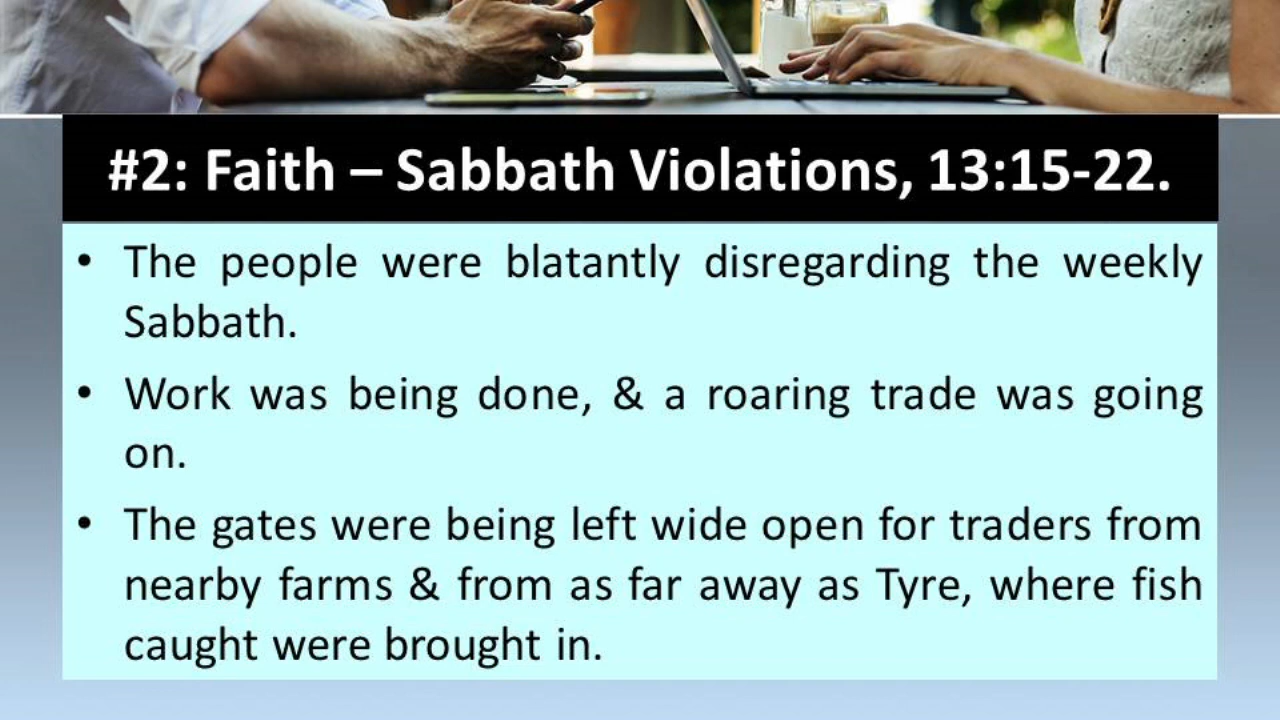 #2: Faith – Sabbath Violations, 13:15-22.
• The people were blatantly disregarding the weekly
Sabbath.
• Work was being done, & a roaring trade was going
on.
• The gates were being left wide open for traders from
nearby farms & from as far away as Tyre, where fish
caught were brought in.